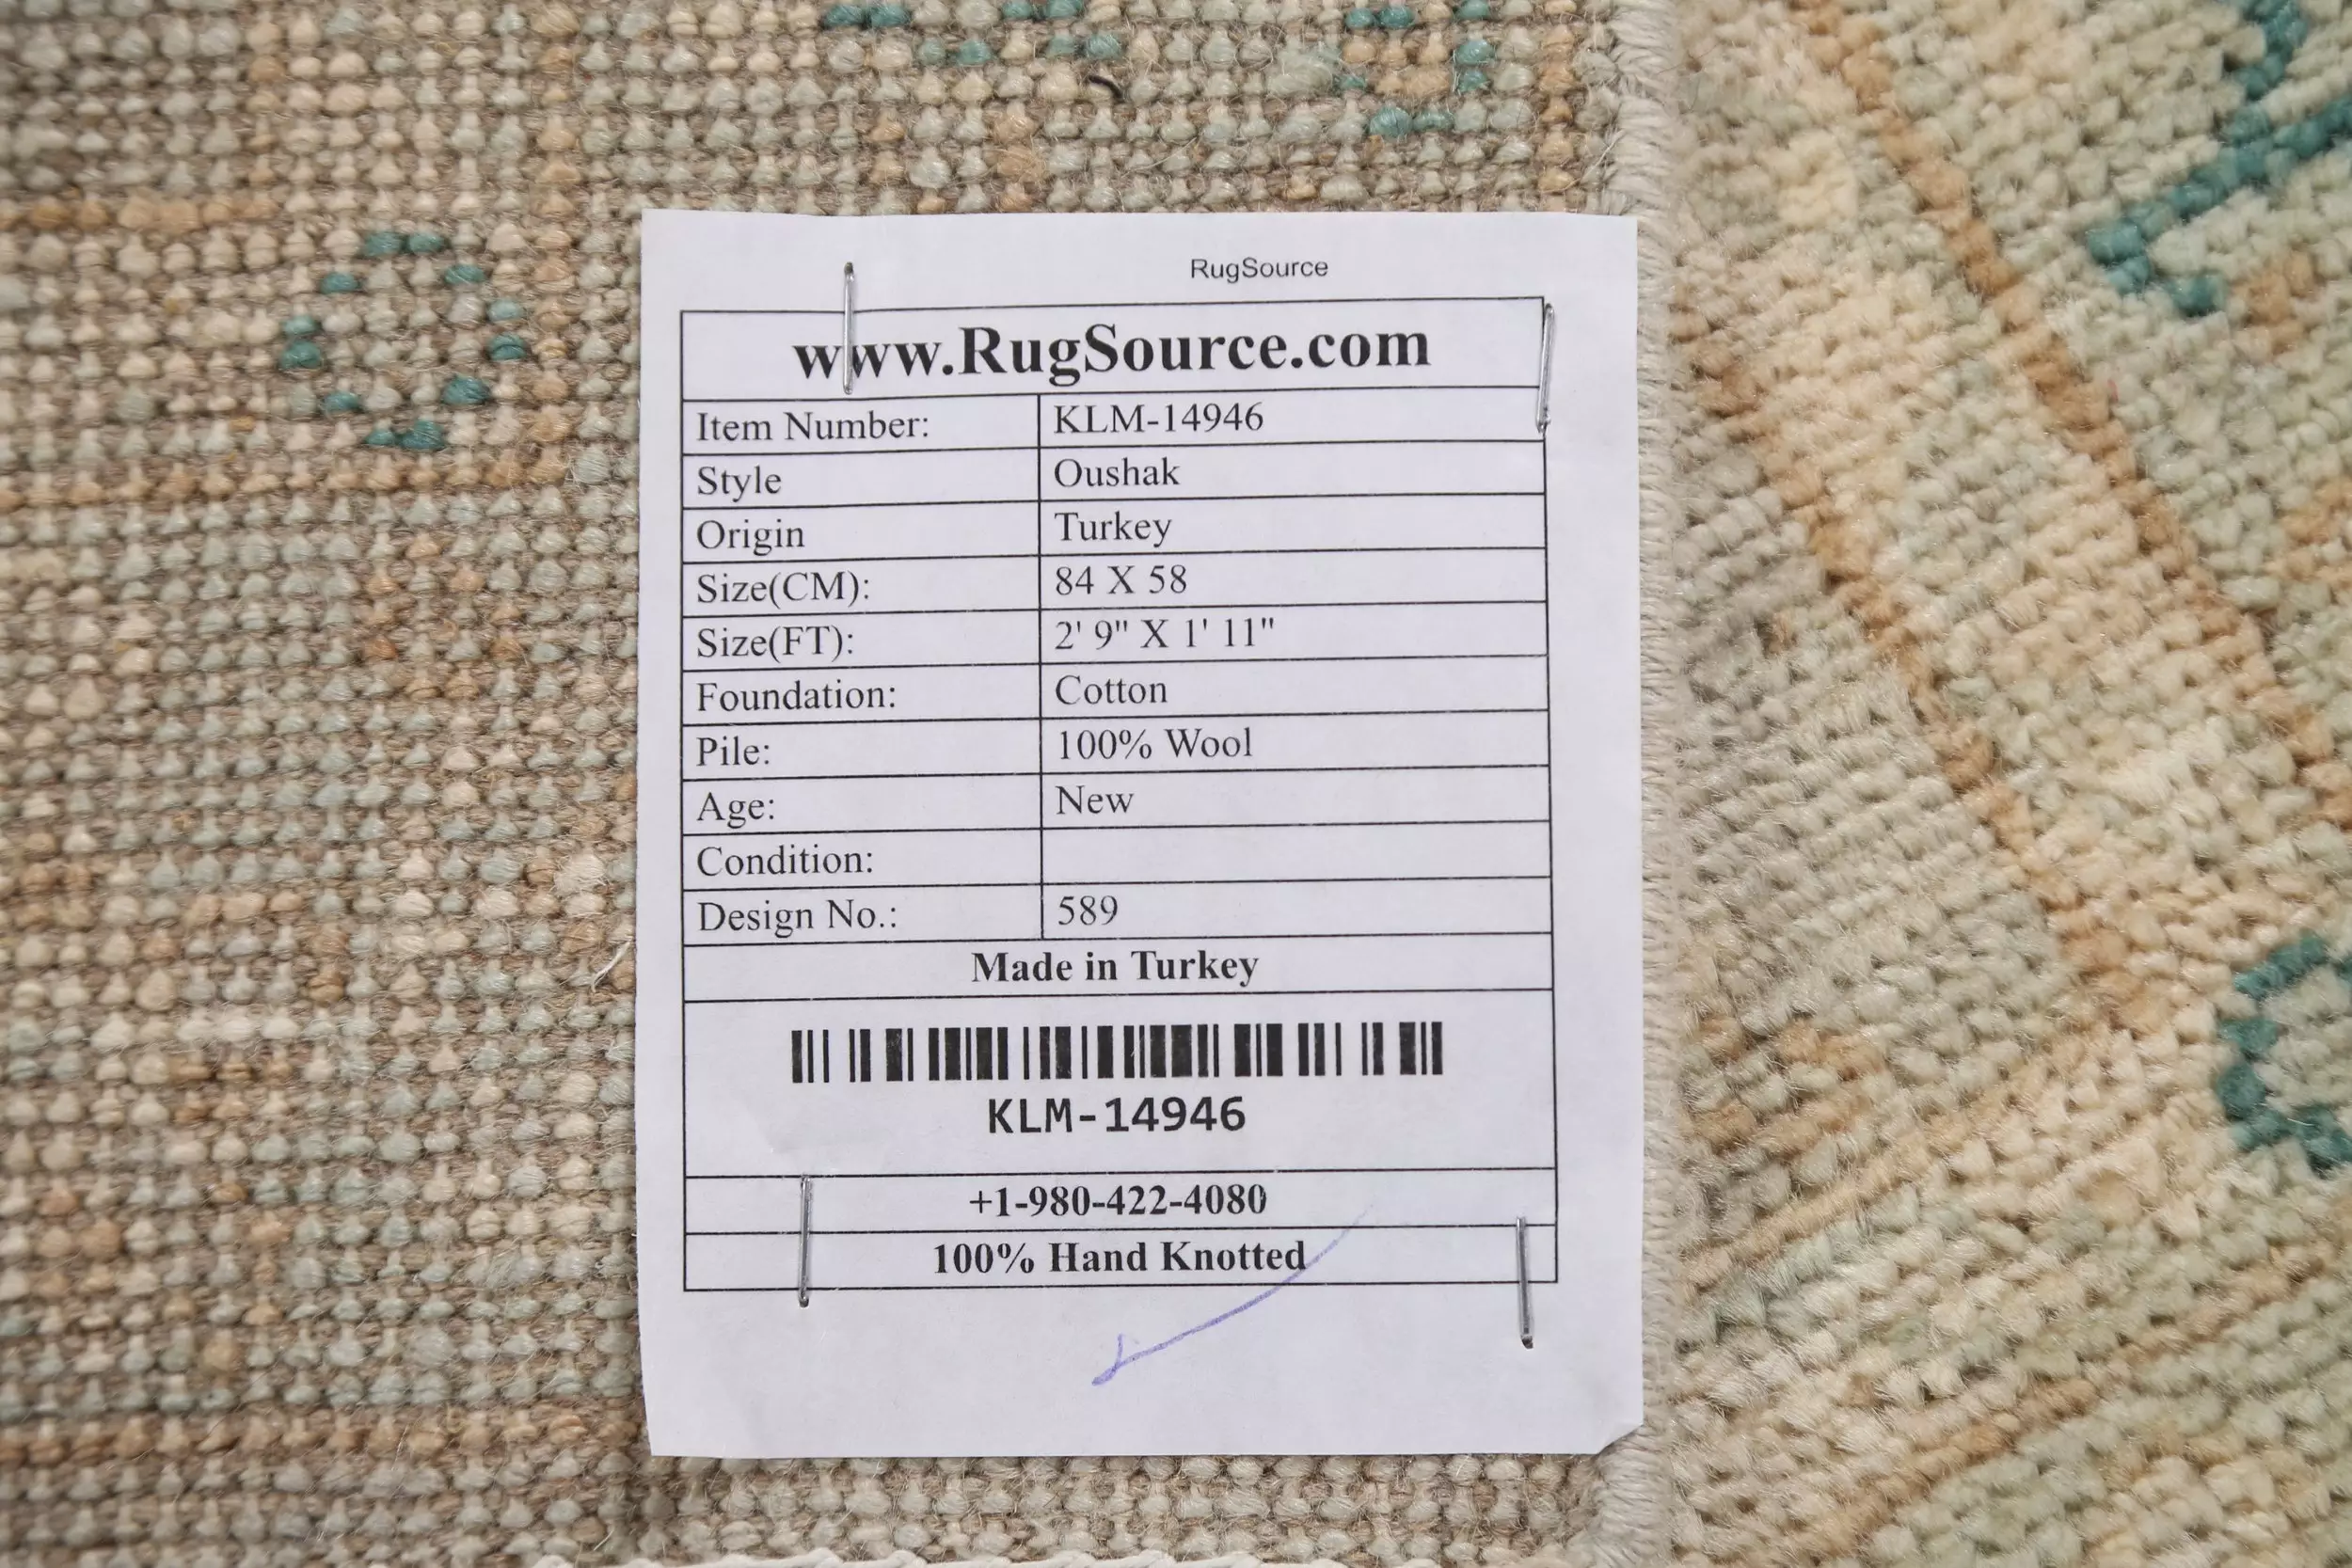 RugSource
www.RugSource.com
Item Number: KLM-14946
Style Oushak
Origin Turkey
Size(CM): 84 X 58
Size(FT): 2' 9" X 1' 11"
Foundation: Cotton
Pile: 100% Wool
Age: New
Condition:
Design No.: 589
Made in Turkey
KLM-14946
+1-980-422-4080
100% Hand Knotted